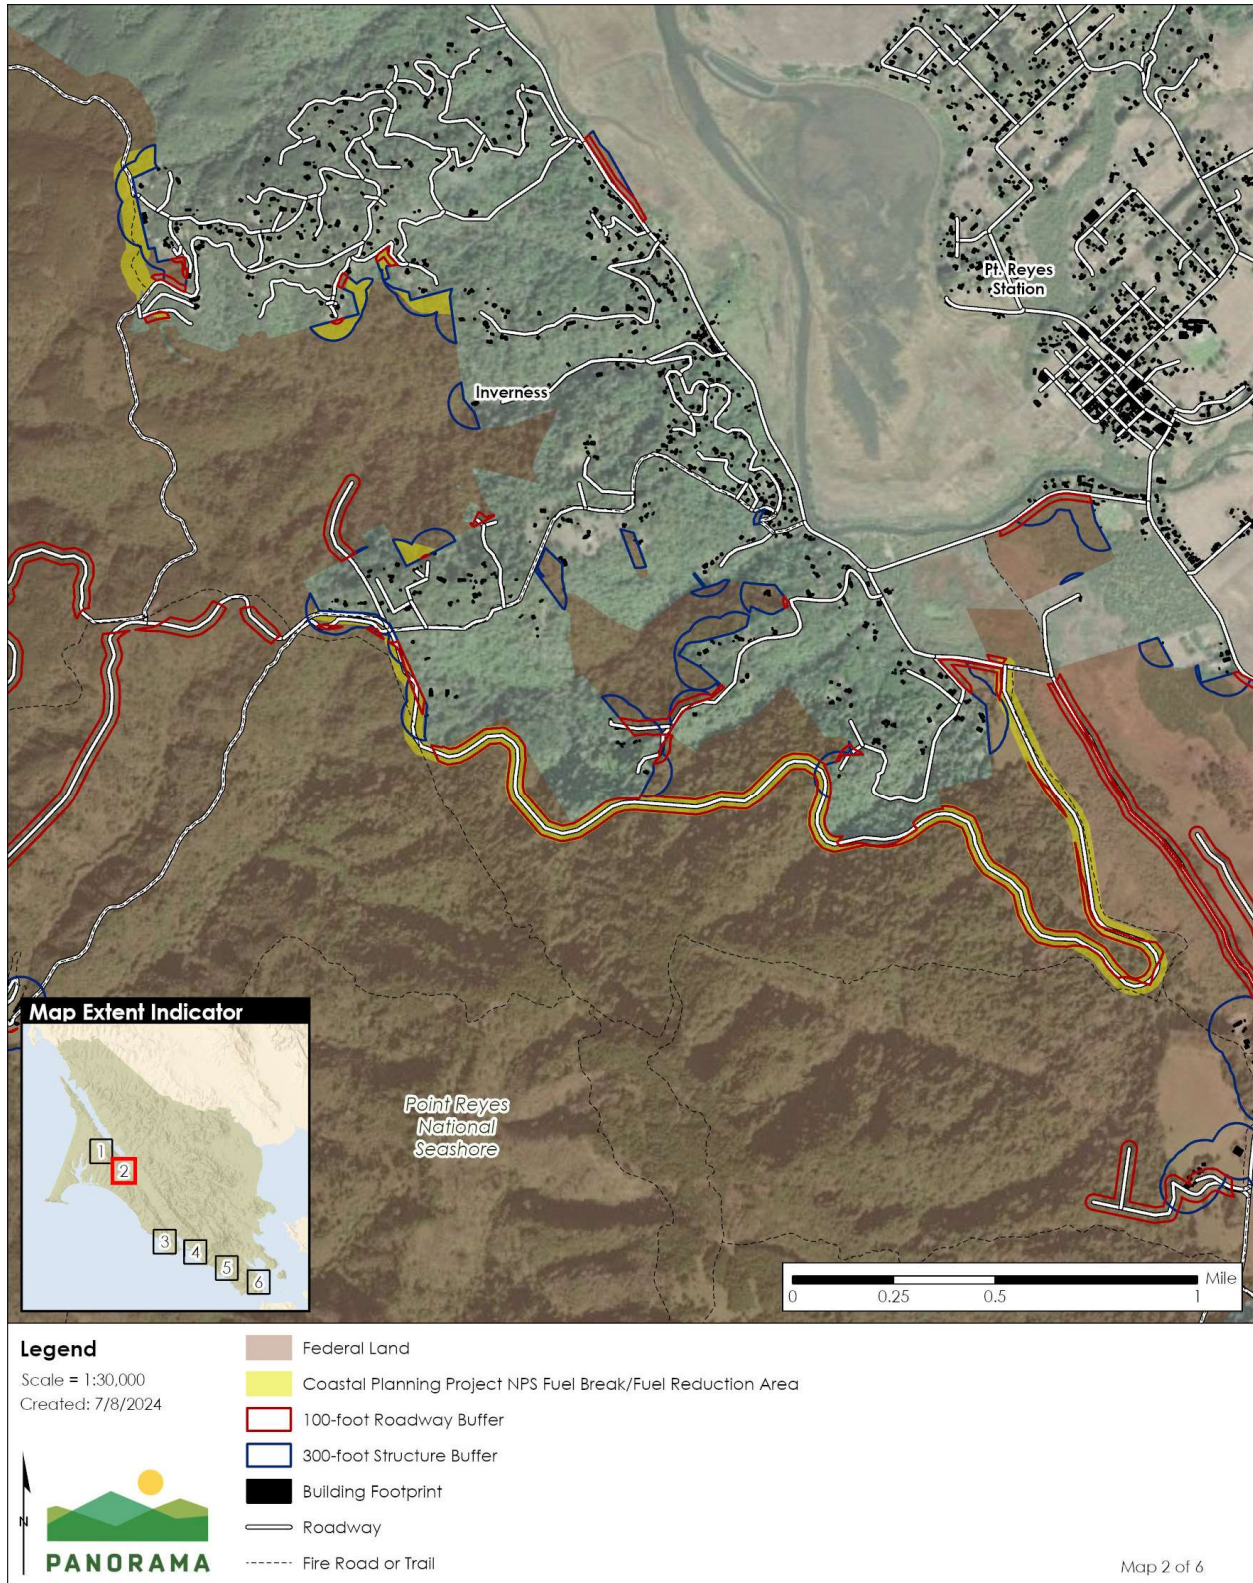 Pt. Reyes
Station
Inverness
Point Reyes
National
Seashore
Map Extent Indicator
1
2
3
4
5
6
Mile
0
0.25
0.5
1
Legend
Scale = 1:30,000
Created: 7/8/2024
N
PANORAMA
Federal Land
Coastal Planning Project NPS Fuel Break/Fuel Reduction Area
100-foot Roadway Buffer
300-foot Structure Buffer
Building Footprint
Roadway
Fire Road or Trail
Map 2 of 6